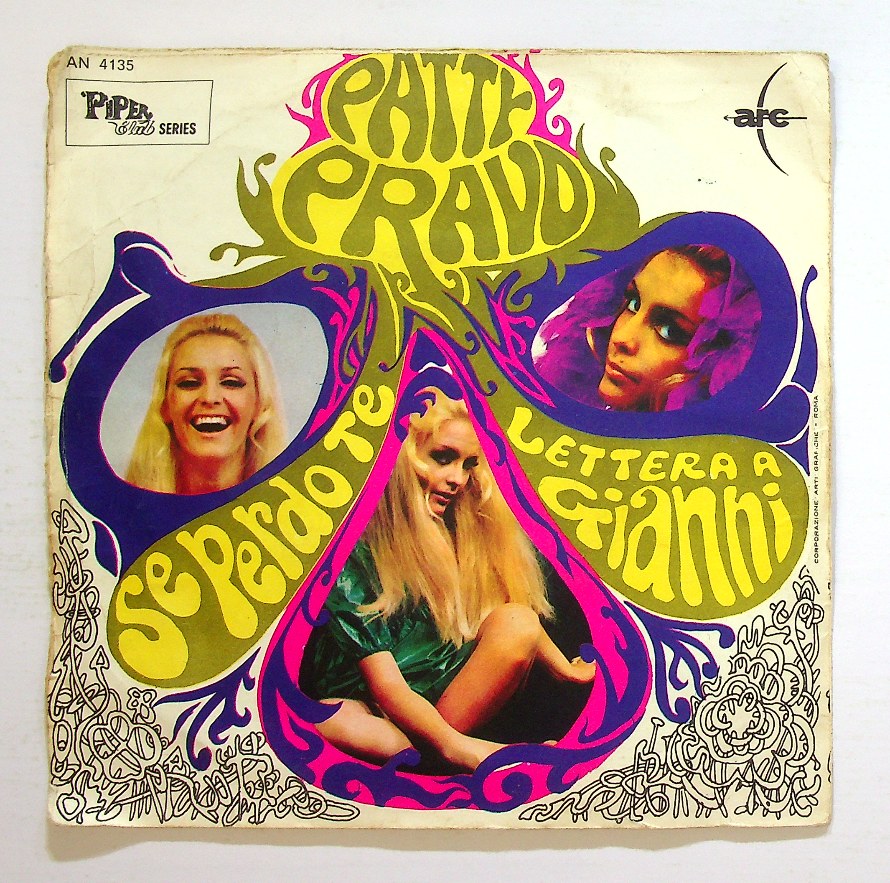 AN 4135
PIPER
club SERIES
PATTY
PRAVO
arc
Se Perdo Te
LETTERA A
Gianni
CORPORAZIONE ARTI GRAFICHE - ROMA